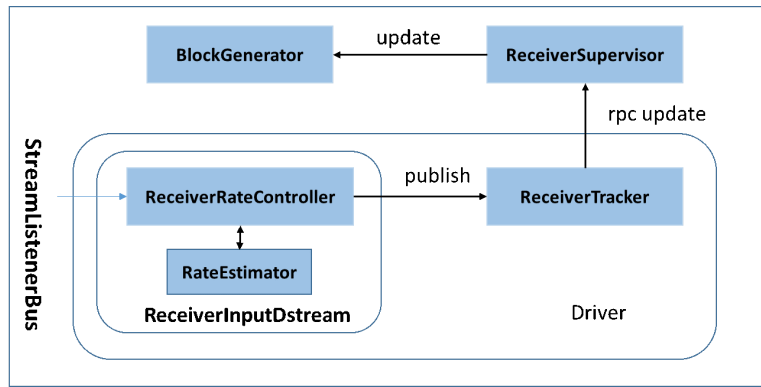 update
BlockGenerator
ReceiverSupervisor
rpc update
StreamListenerBus
ReceiverRateController
publish
ReceiverTracker
RateEstimator
ReceiverInputDstream
Driver